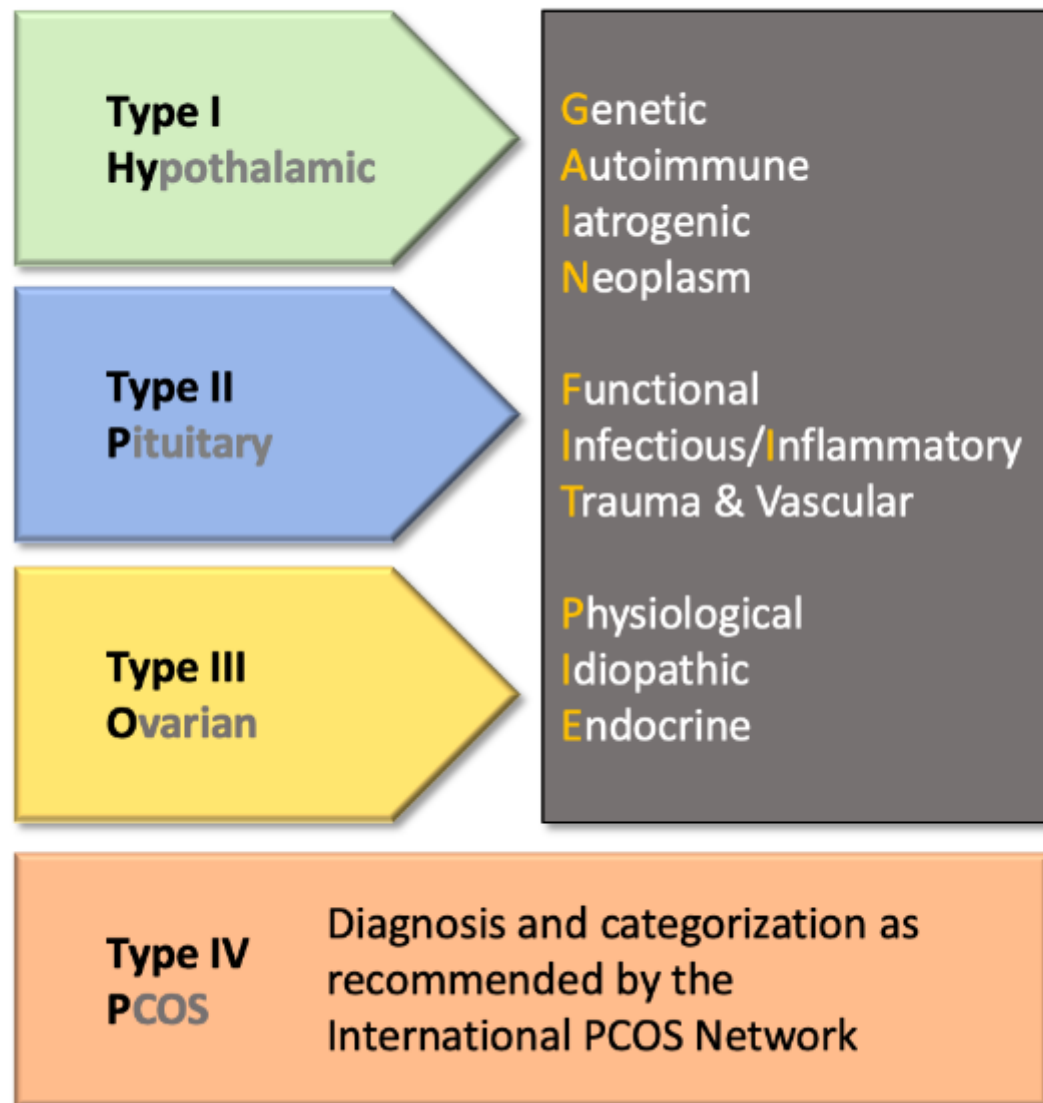 Type I
Hypothalamic
Type II
Pituitary
Type III
Ovarian
Genetic
Autoimmune
Iatrogenic
Neoplasm
Functional
Infectious/Inflammatory
Trauma & Vascular
Physiological
Idiopathic
Endocrine
Type IV
PCOS
Diagnosis and categorization as
recommended by the
International PCOS Network